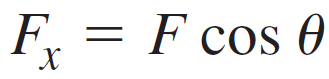 Fₓ = F cos θ